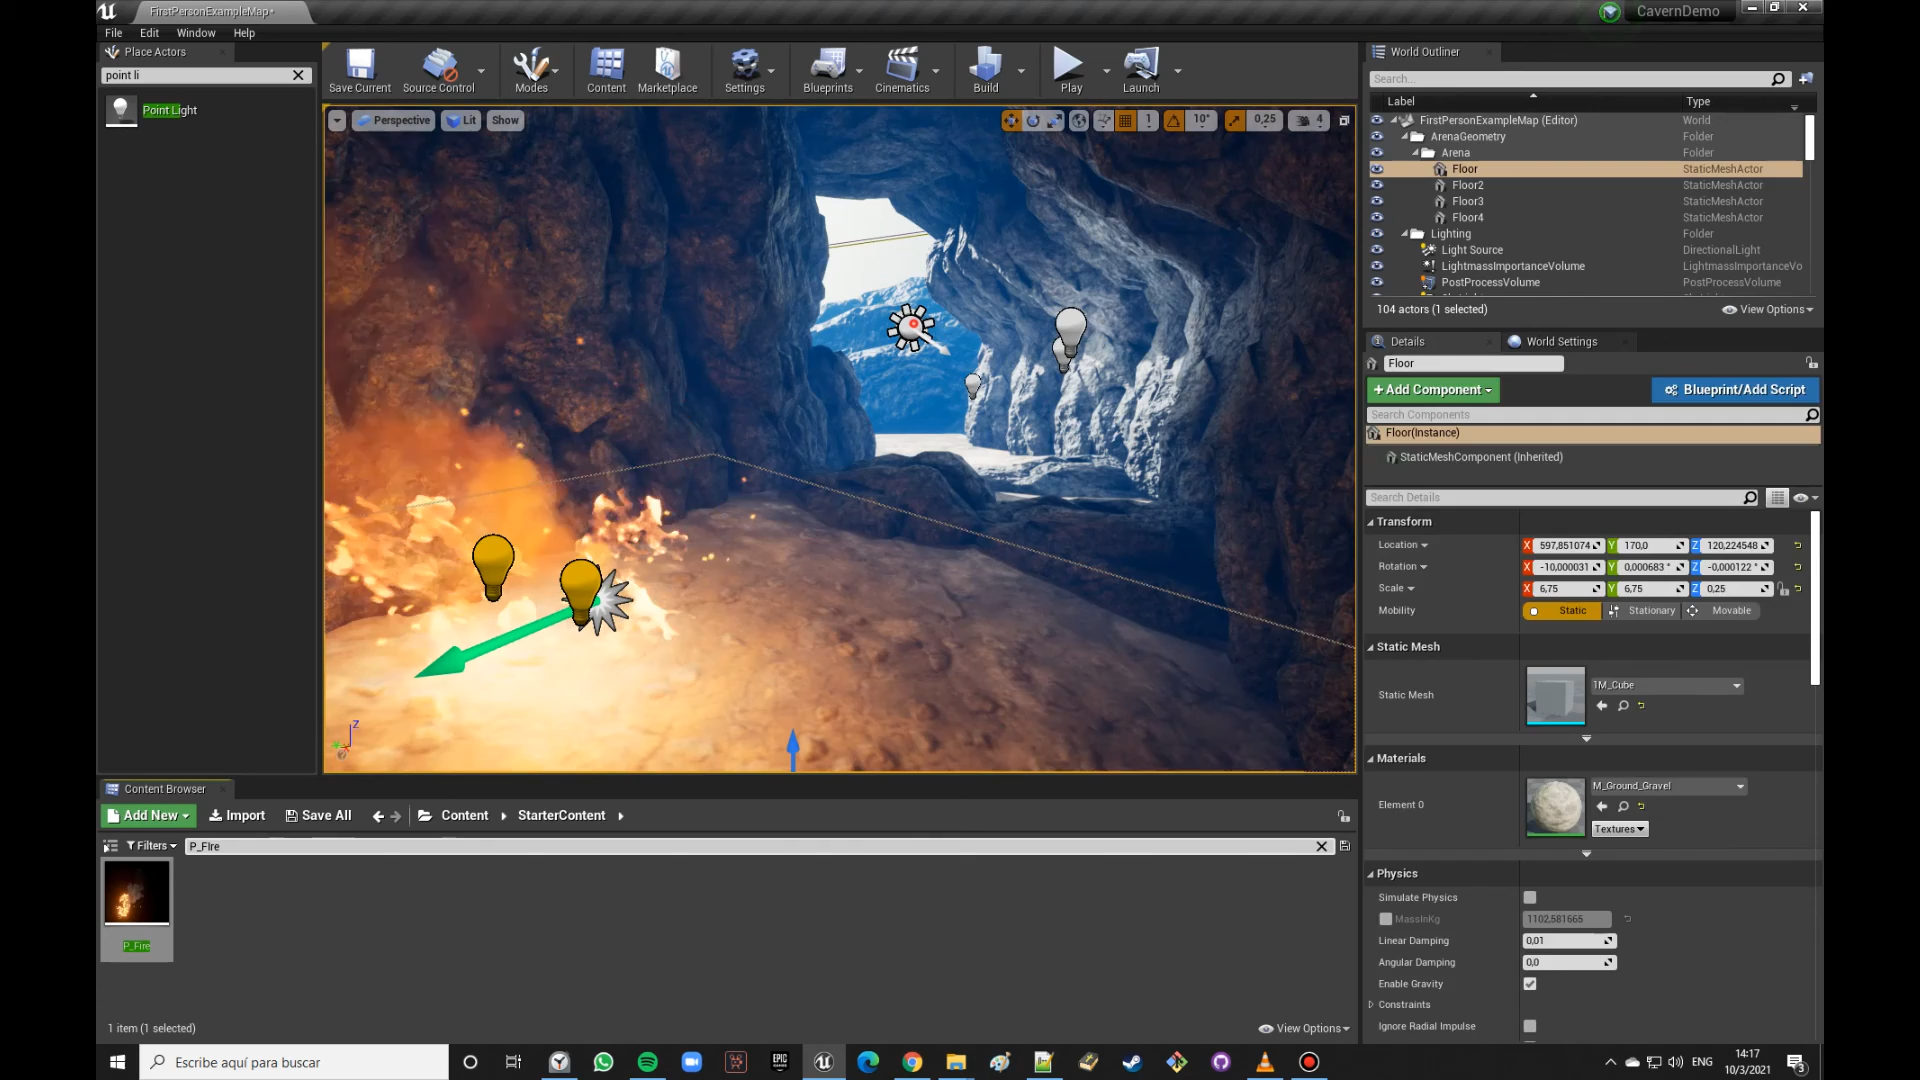 FirstPersonExampleMap*
CavernDemo
File Edit Window Help
Place Actors
point li
Point Light
Save Current
Source Control
Modes
Content
Marketplace
Settings
Blueprints
Cinematics
Build
Play
Launch
Perspective
Lit
Show
1
10°
0,25
4
Z
World Outliner
Search...
Label Type
FirstPersonExampleMap (Editor) World
ArenaGeometry Folder
Arena Folder
Floor StaticMeshActor
Floor2 StaticMeshActor
Floor3 StaticMeshActor
Floor4 StaticMeshActor
Lighting Folder
Light Source DirectionalLight
LightmassImportanceVolume LightmassImportanceVo
PostProcessVolume PostProcessVolume
104 actors (1 selected)
View Options
Details
World Settings
Floor
+ Add Component
Blueprint/Add Script
Search Components
Floor(Instance)
StaticMeshComponent (Inherited)
Search Details
Transform
Location X 597,851074 Y 170,0 Z 120,224548
Rotation X -10,000031 Y 0,000683 ° Z -0,000122 °
Scale X 6,75 Y 6,75 Z 0,25
Mobility Static Stationary Movable
Static Mesh
Static Mesh
1M_Cube
Materials
Element 0
M_Ground_Gravel
Textures
Physics
Simulate Physics
MassInKg 1102,581665
Linear Damping 0,01
Angular Damping 0,0
Enable Gravity
Constraints
Ignore Radial Impulse
Content Browser
Add New
Import
Save All
Content
StarterContent
Filters
P_FIre
P_Fire
1 item (1 selected)
View Options
Escribe aquí para buscar
EPIC
GAMES
ENG
14:17
10/3/2021
3